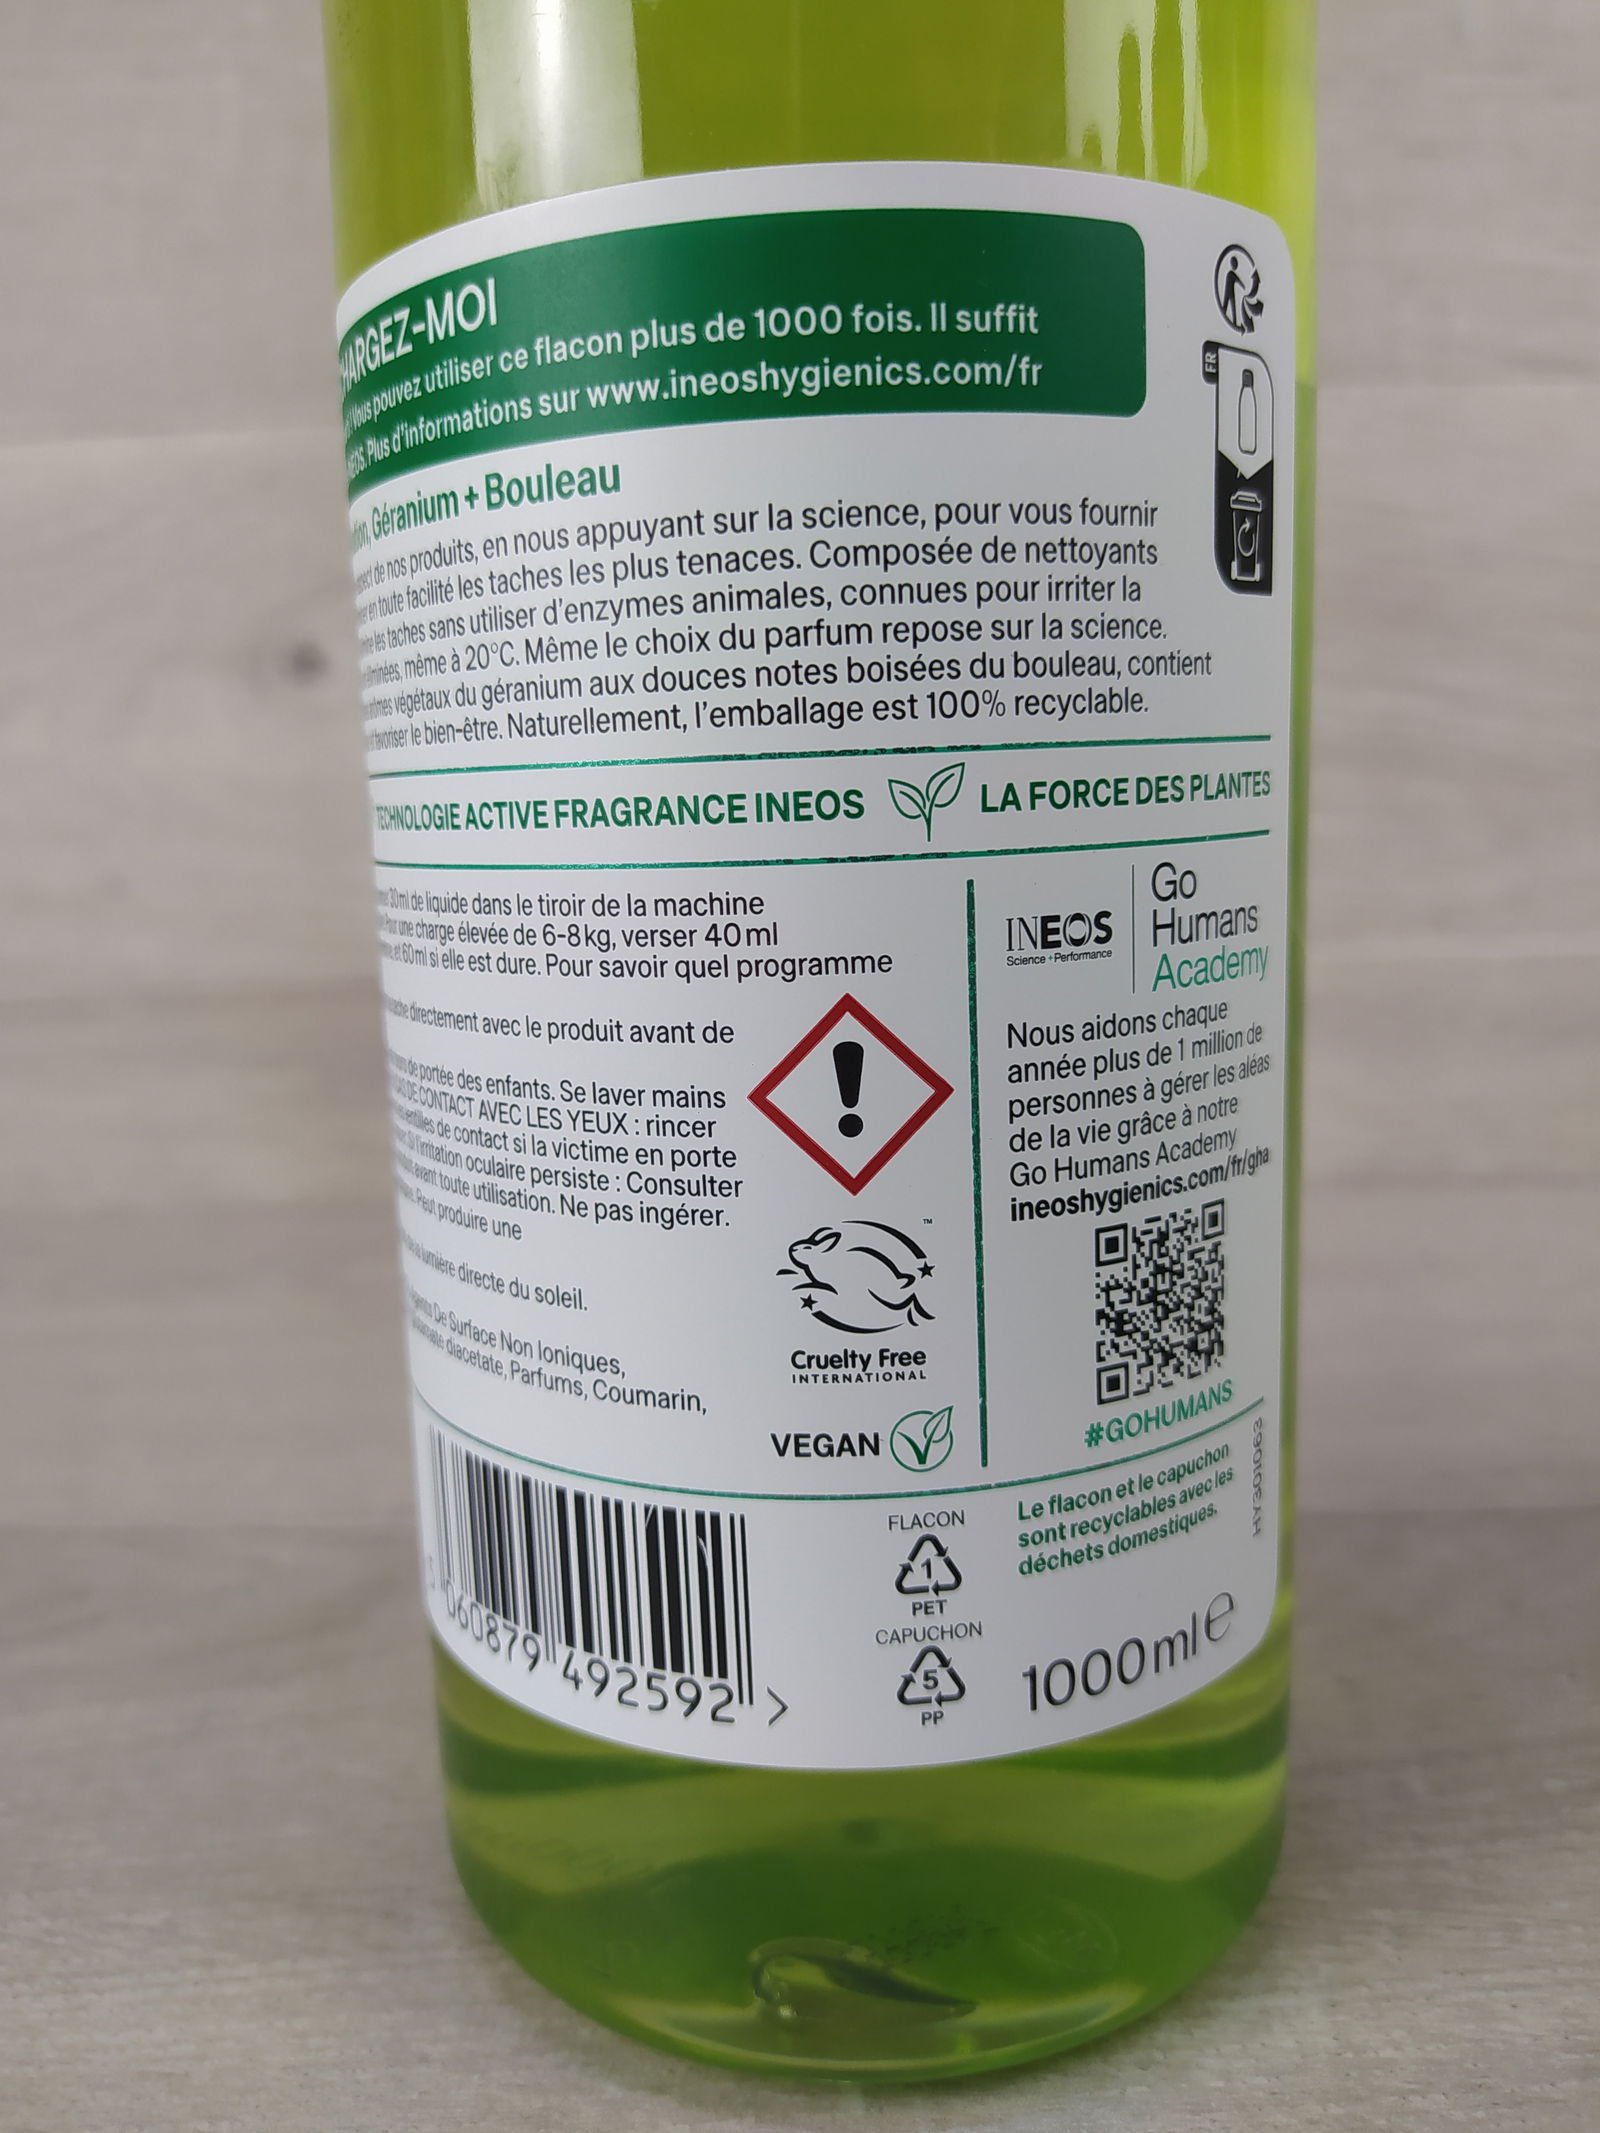 HARGEZ-MOI
Vous pouvez utiliser ce flacon plus de 1000 fois. Il suffit
Plus d'informations sur www.ineoshygienics.com/fr
FR
Géranium + Bouleau
de nos produits, en nous appuyant sur la science, pour vous fournir
en toute facilité les taches les plus tenaces. Composée de nettoyants
les taches sans utiliser d'enzymes animales, connues pour irriter la
même à 20°C. Même le choix du parfum repose sur la science.
végétaux du géranium aux douces notes boisées du bouleau, contient
le bien-être. Naturellement, l'emballage est 100% recyclable.
TECHNOLOGIE ACTIVE FRAGRANCE INEOS LA FORCE DES PLANTES
30ml de liquide dans le tiroir de la machine
Pour une charge élevée de 6-8kg, verser 40ml
et 60ml si elle est dure. Pour savoir quel programme
directement avec le produit avant de
de portée des enfants. Se laver mains
DE CONTACT AVEC LES YEUX : rincer
de contact si la victime en porte
Si l'irritation oculaire persiste : Consulter
avant toute utilisation. Ne pas ingérer.
Peut produire une
lumière directe du soleil.
De Surface Non Ioniques,
diacetate, Parfums, Coumarin,
TM
Cruelty Free
INTERNATIONAL
VEGAN
INEOS
Science + Performance
Go
Humans
Academy
Nous aidons chaque
année plus de 1 million de
personnes à gérer les aléas
de la vie grâce à notre
Go Humans Academy
ineoshygienics.com/fr/gha
#GOHUMANS
Le flacon et le capuchon
sont recyclables avec les
déchets domestiques.
HY301063
FLACON
1
PET
CAPUCHON
5
PP
1000ml e
5 060879 492592 >